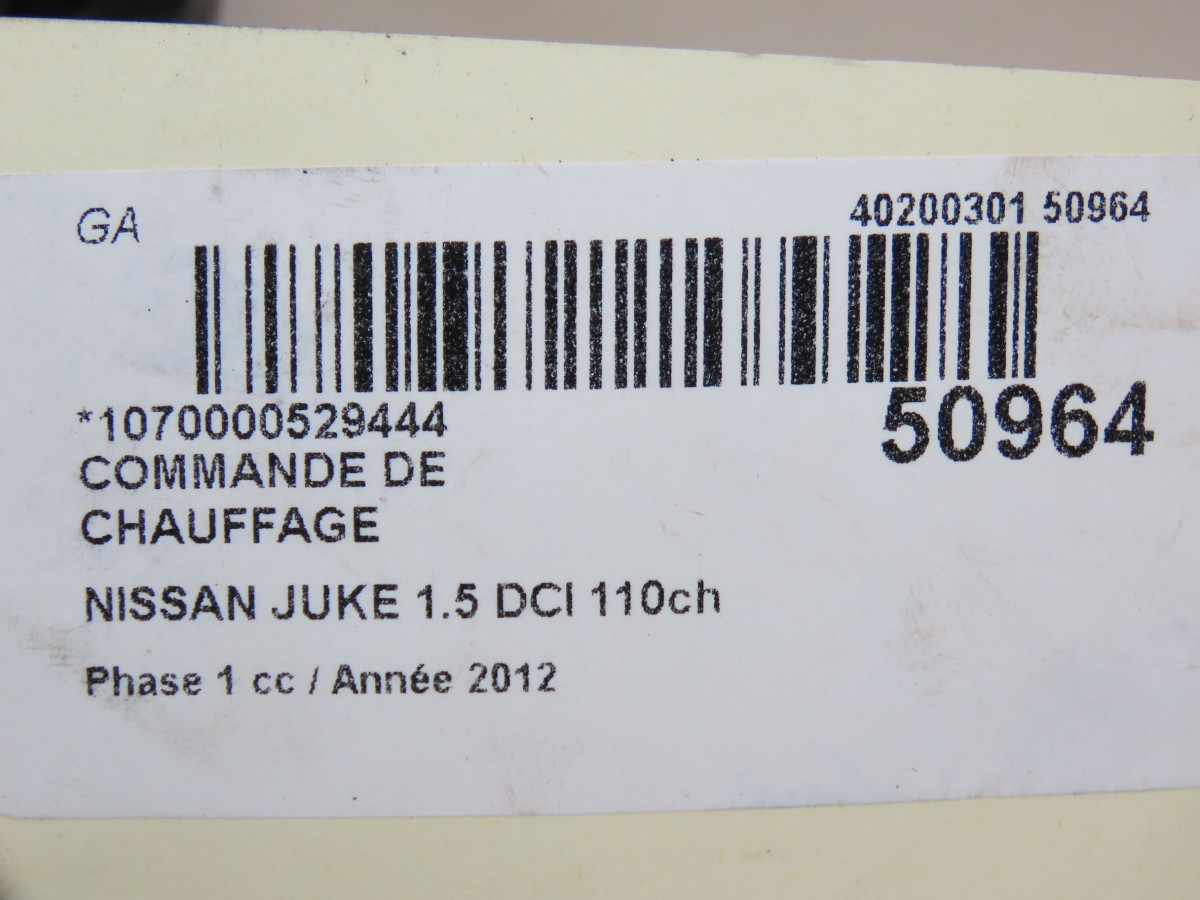 GA
40200301 50964
*1070000529444
50964
COMMANDE DE
CHAUFFAGE
NISSAN JUKE 1.5 DCI 110ch
Phase 1 cc / Année 2012